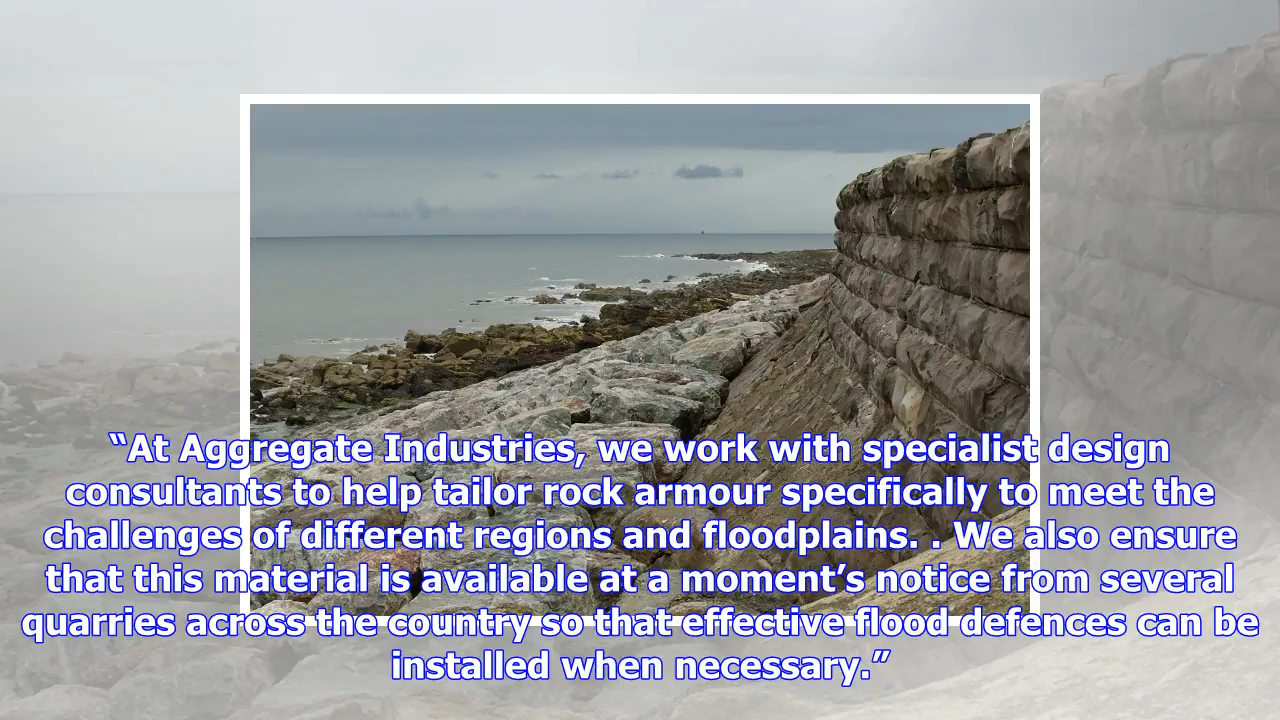 “At Aggregate Industries, we work with specialist design
consultants to help tailor rock armour specifically to meet the
challenges of different regions and floodplains. . We also ensure
that this material is available at a moment’s notice from several
quarries across the country so that effective flood defences can be
installed when necessary.”